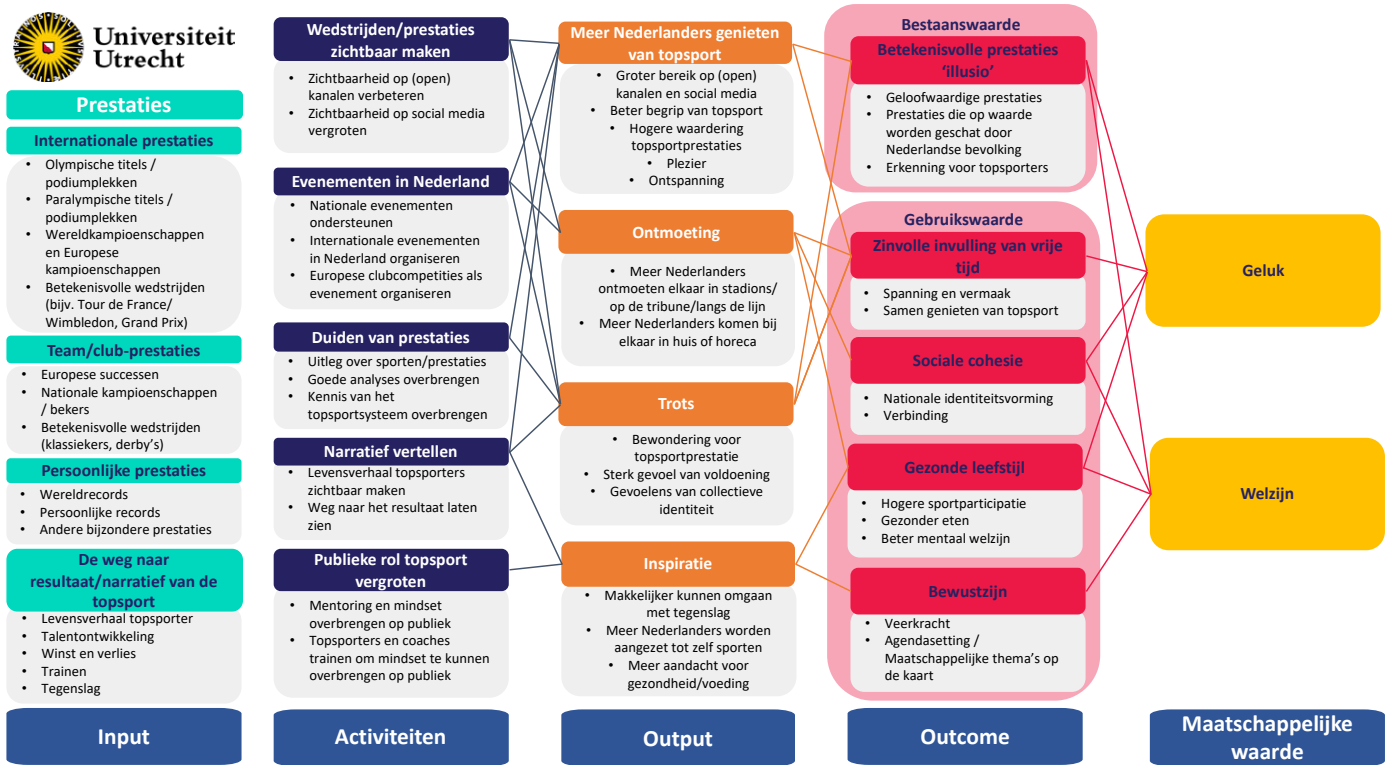 Universiteit
Utrecht
Prestaties
Internationale prestaties
• Olympische titels /
podiumplekken
• Paralympische titels /
podiumplekken
• Wereldkampioenschappen
en Europese
kampioenschappen
• Betekenisvolle wedstrijden
(bijv. Tour de France/
Wimbledon, Grand Prix)
Team/club-prestaties
• Europese successen
• Nationale kampioenschappen
/ bekers
• Betekenisvolle wedstrijden
(klassiekers, derby's)
Persoonlijke prestaties
• Wereldrecords
• Persoonlijke records
• Andere bijzondere prestaties
De weg naar
resultaat/narratief van de
topsport
• Levensverhaal topsporter
• Talentontwikkeling
• Winst en verlies
• Trainen
• Tegenslag
Input
Wedstrijden/prestaties
zichtbaar maken
• Zichtbaarheid op (open)
kanalen verbeteren
• Zichtbaarheid op social media
vergroten
Evenementen in Nederland
• Nationale evenementen
ondersteunen
• Internationale evenementen
in Nederland organiseren
• Europese clubcompetities als
evenement organiseren
Duiden van prestaties
• Uitleg over sporten/prestaties
• Goede analyses overbrengen
• Kennis van het
topsportsysteem overbrengen
Narratief vertellen
• Levensverhaal topsporters
zichtbaar maken
• Weg naar het resultaat laten
zien
Publieke rol topsport
vergroten
• Mentoring en mindset
overbrengen op publiek
• Topsporters en coaches
trainen om mindset te kunnen
overbrengen op publiek
Activiteiten
Meer Nederlanders genieten
van topsport
• Groter bereik op (open)
kanalen en social media
• Beter begrip van topsport
• Hogere waardering
topsportprestaties
• Plezier
• Ontspanning
Ontmoeting
• Meer Nederlanders
ontmoeten elkaar in stadions/
op de tribune/langs de lijn
• Meer Nederlanders komen bij
elkaar in huis of horeca
Trots
• Bewondering voor
topsportprestatie
• Sterk gevoel van voldoening
• Gevoelens van collectieve
identiteit
Inspiratie
• Makkelijker kunnen omgaan
met tegenslag
• Meer Nederlanders worden
aangezet tot zelf sporten
• Meer aandacht voor
gezondheid/voeding
Output
Bestaanswaarde
Betekenisvolle prestaties
'illusio'
• Geloofwaardige prestaties
• Prestaties die op waarde
worden geschat door
Nederlandse bevolking
• Erkenning voor topsporters
Gebruikswaarde
Zinvolle invulling van vrije
tijd
• Spanning en vermaak
• Samen genieten van topsport
Sociale cohesie
• Nationale identiteitsvorming
• Verbinding
Gezonde leefstijl
• Hogere sportparticipatie
• Gezonder eten
• Beter mentaal welzijn
Bewustzijn
• Veerkracht
• Agendasetting /
Maatschappelijke thema's op
de kaart
Outcome
Geluk
Welzijn
Maatschappelijke
waarde